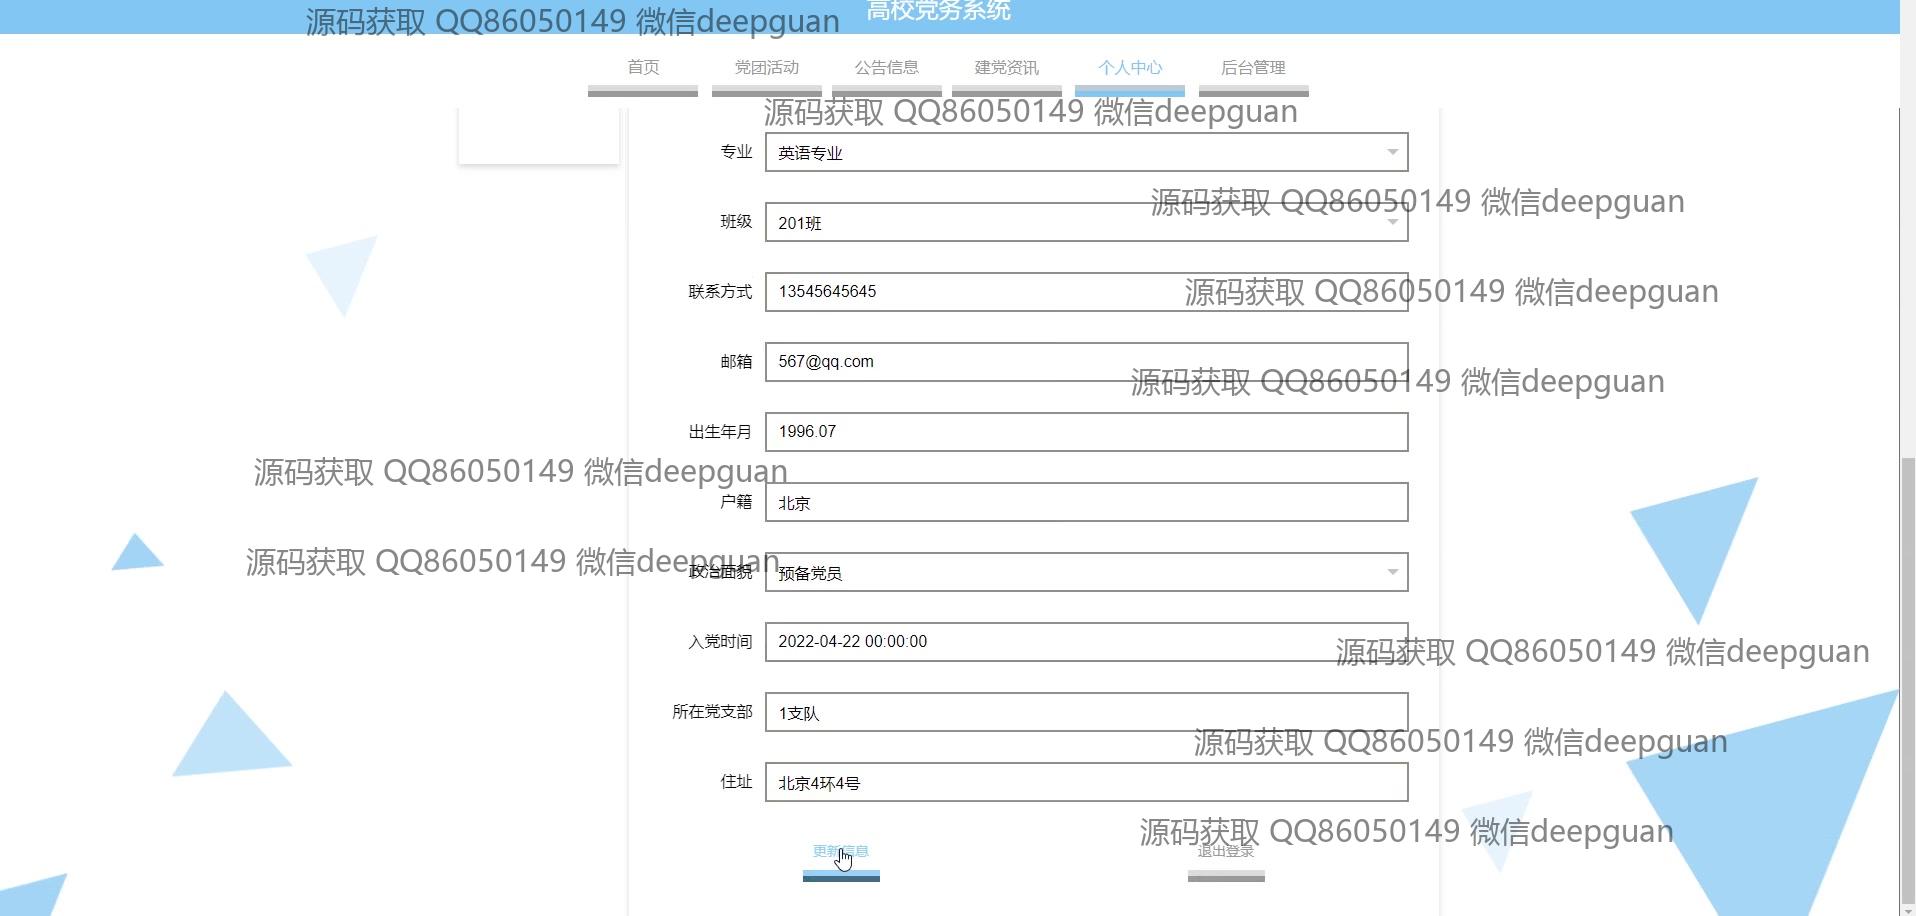 高校党务系统
源码获取 QQ86050149 微信deepguan
首页 党团活动 公告信息 建党资讯 个人中心 后台管理
源码获取 QQ86050149 微信deepguan
专业 英语专业
源码获取 QQ86050149 微信deepguan
班级 201班
联系方式 13545645645
源码获取 QQ86050149 微信deepguan
邮箱 567@qq.com
源码获取 QQ86050149 微信deepguan
出生年月 1996.07
源码获取 QQ86050149 微信deepguan
户籍 北京
源码获取 QQ86050149 微信deepguan
政治面貌 预备党员
入党时间 2022-04-22 00:00:00
源码获取 QQ86050149 微信deepguan
所在党支部 1支队
源码获取 QQ86050149 微信deepguan
住址 北京4环4号
源码获取 QQ86050149 微信deepguan
更新信息 退出登录